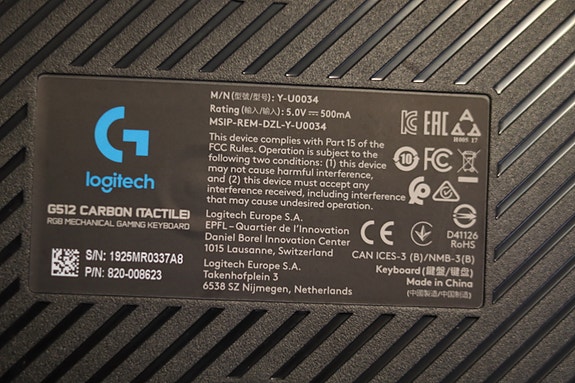 M/N(型號/型号): Y-U0034
Rating(輸入/输入): 5.0V⎓ 500mA
MSIP-REM-DZL-Y-U0034
This device complies with Part 15 of the
FCC Rules. Operation is subject to the
following two conditions: (1) this device
may not cause harmful interference,
and (2) this device must accept any
interference received, including interference
that may cause undesired operation.
Logitech Europe S.A.
EPFL - Quartier de l'Innovation
Daniel Borel Innovation Center
1015 Lausanne, Switzerland
Logitech Europe S.A.
Takenhofplein 3
6538 SZ Nijmegen, Netherlands
logitech
G512 CARBON (TACTILE)
RGB MECHANICAL GAMING KEYBOARD
S/N: 1925MR0337A8
P/N: 820-008623
EAC
10
FC
CE
D41126
RoHS
CAN ICES-3 (B)/NMB-3(B)
Keyboard(鍵盤/键盘)
Made in China
(中國製造/中国制造)